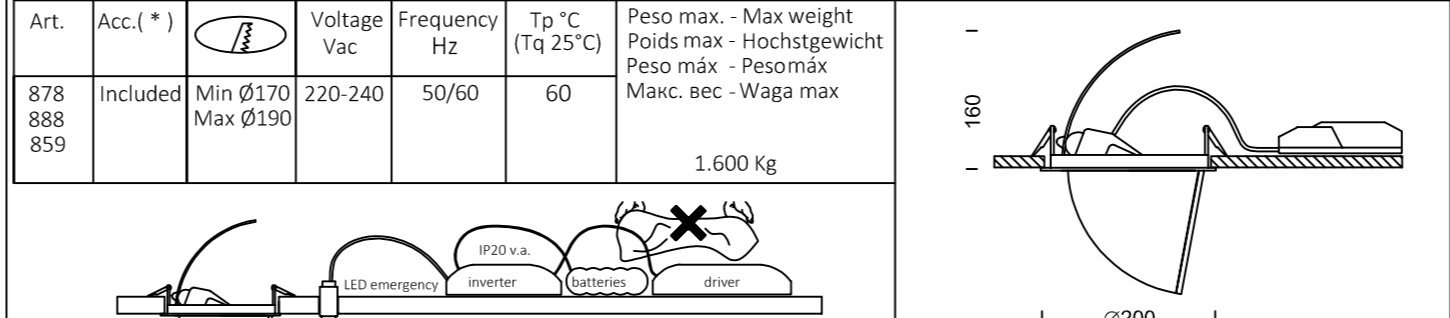 Art.
Acc.( * )
Voltage
Vac
Frequency
Hz
Tp °C
(Tq 25°C)
Peso max. - Max weight
Poids max - Hochstgewicht
Peso máx - Pesomáx
Макс. вес - Waga max
1.600 Kg
878
888
859
Included
Min Ø170
Max Ø190
220-240
50/60
60
IP20 v.a.
LED emergency
inverter
batteries
driver
160
Ø200